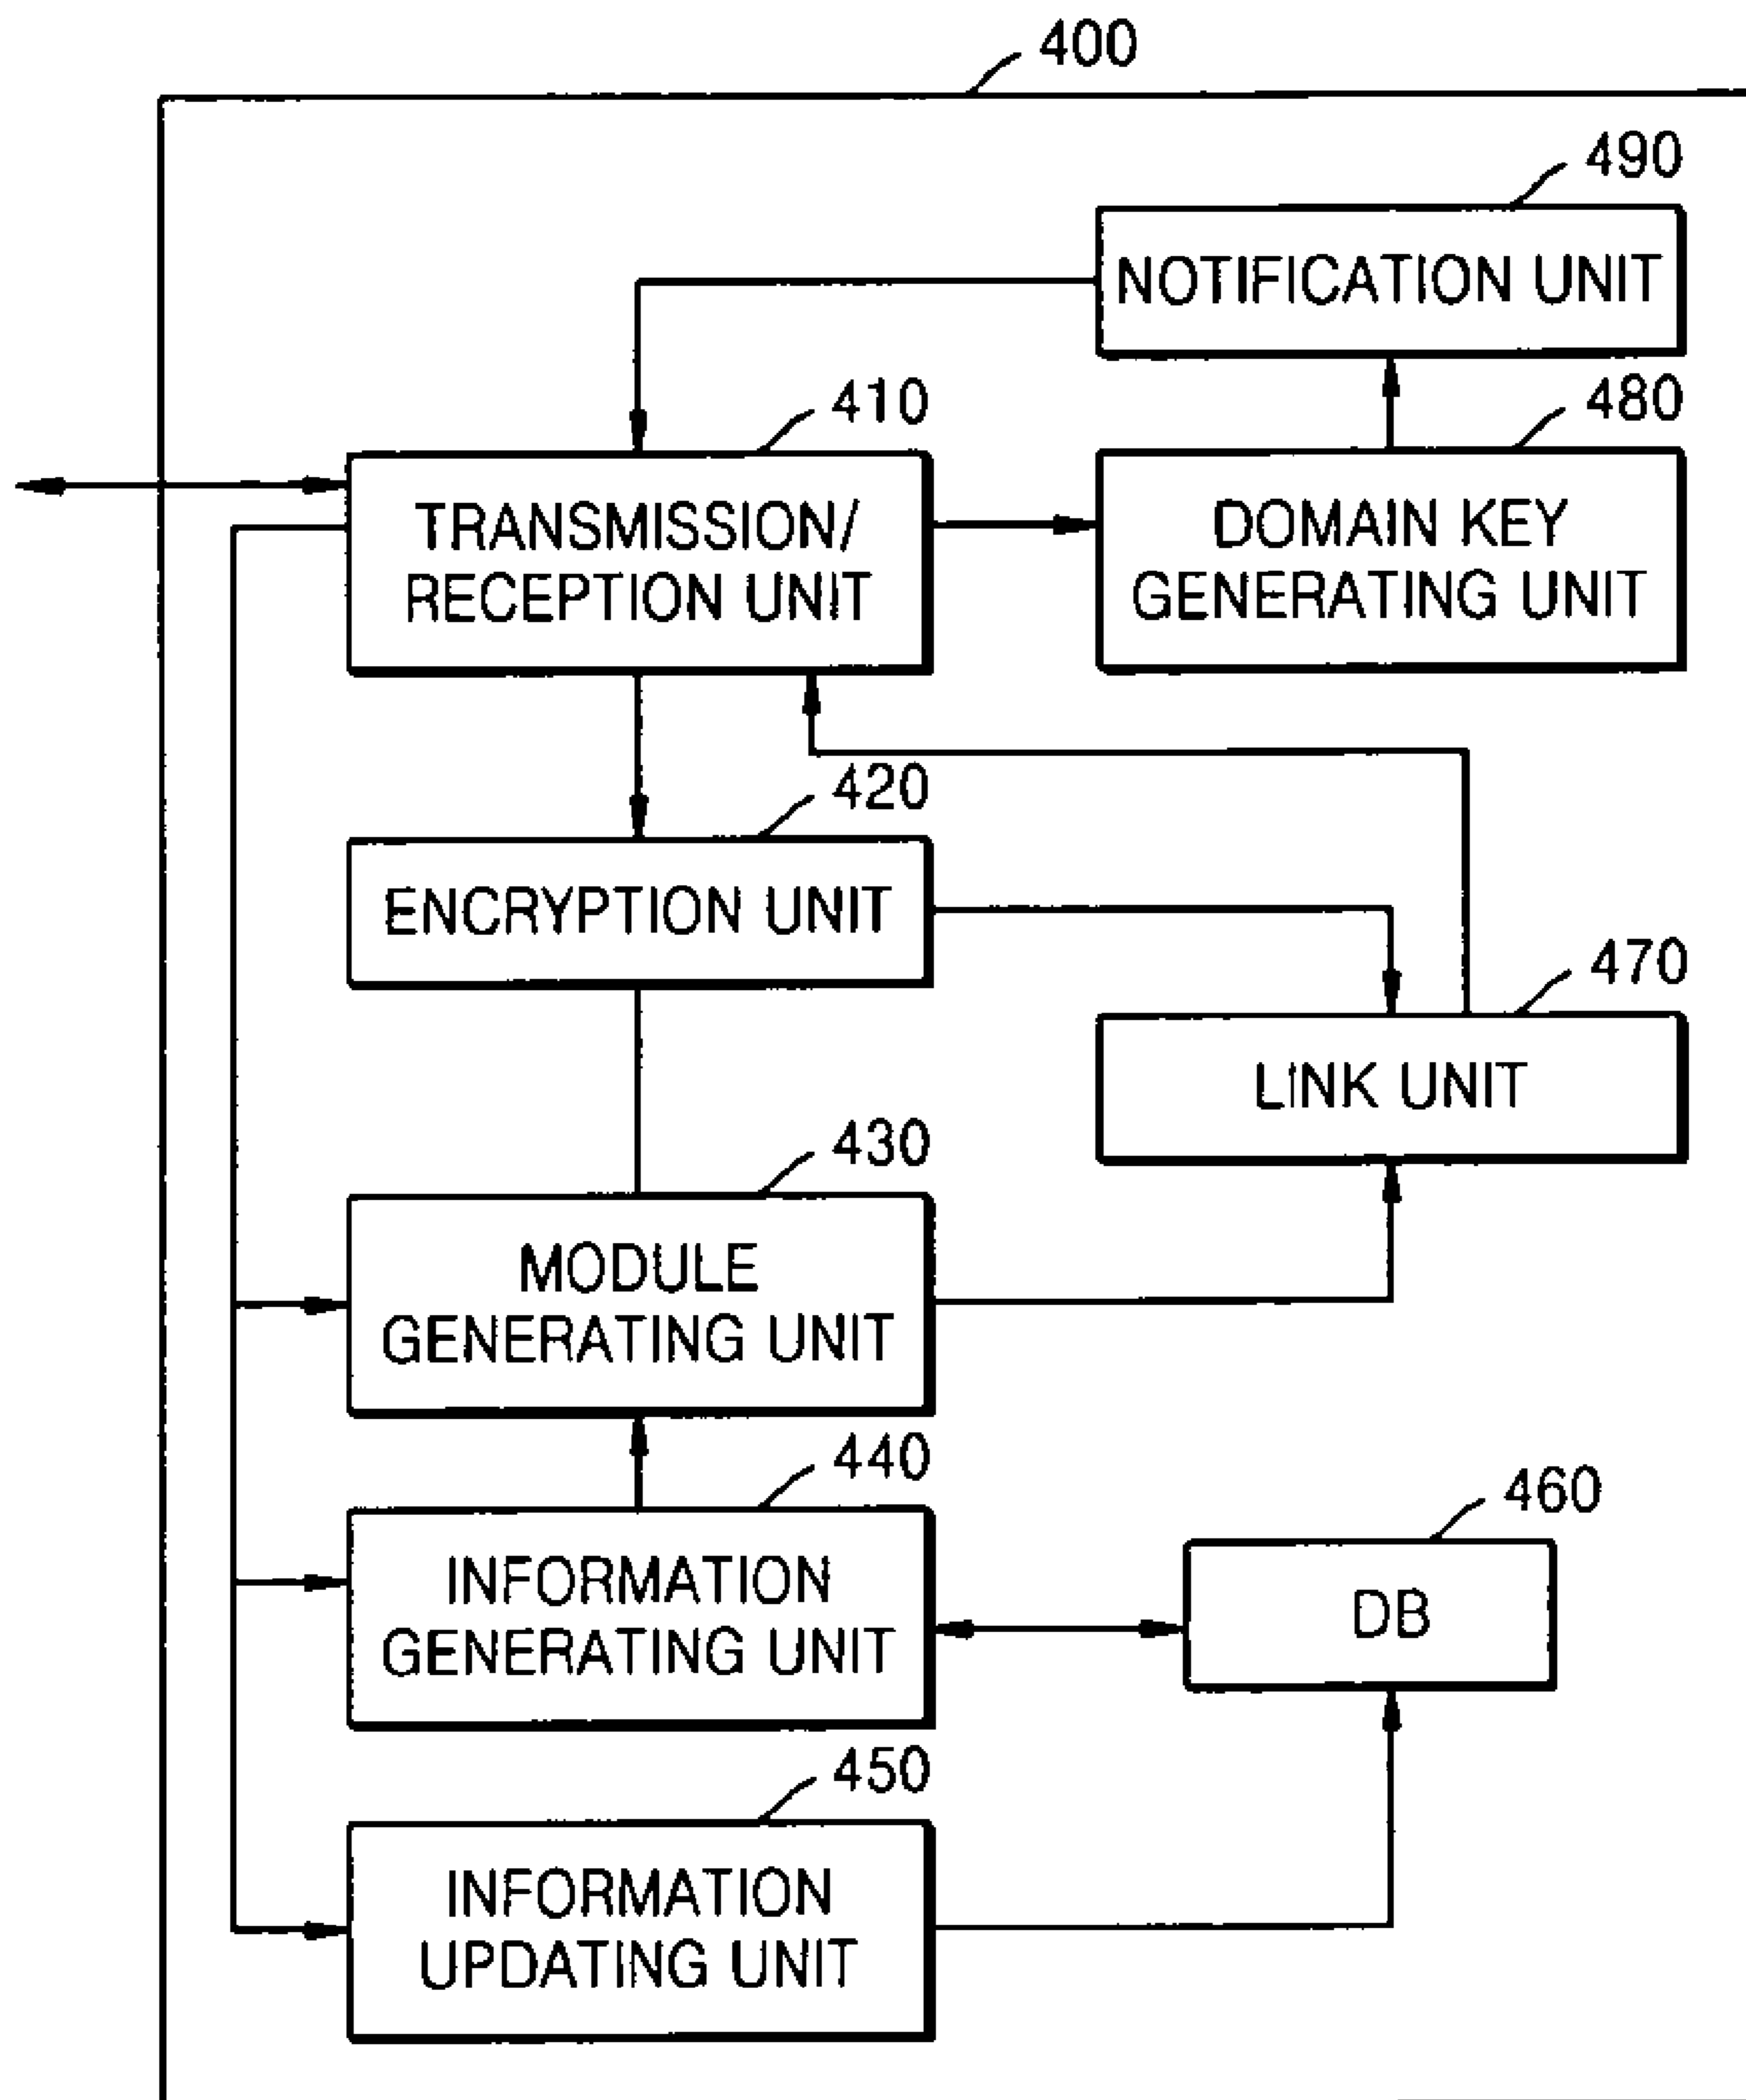 400
490
NOTIFICATION UNIT
410
480
TRANSMISSION/
RECEPTION UNIT
DOMAIN KEY
GENERATING UNIT
420
ENCRYPTION UNIT
470
LINK UNIT
430
MODULE
GENERATING UNIT
440
INFORMATION
GENERATING UNIT
460
DB
450
INFORMATION
UPDATING UNIT